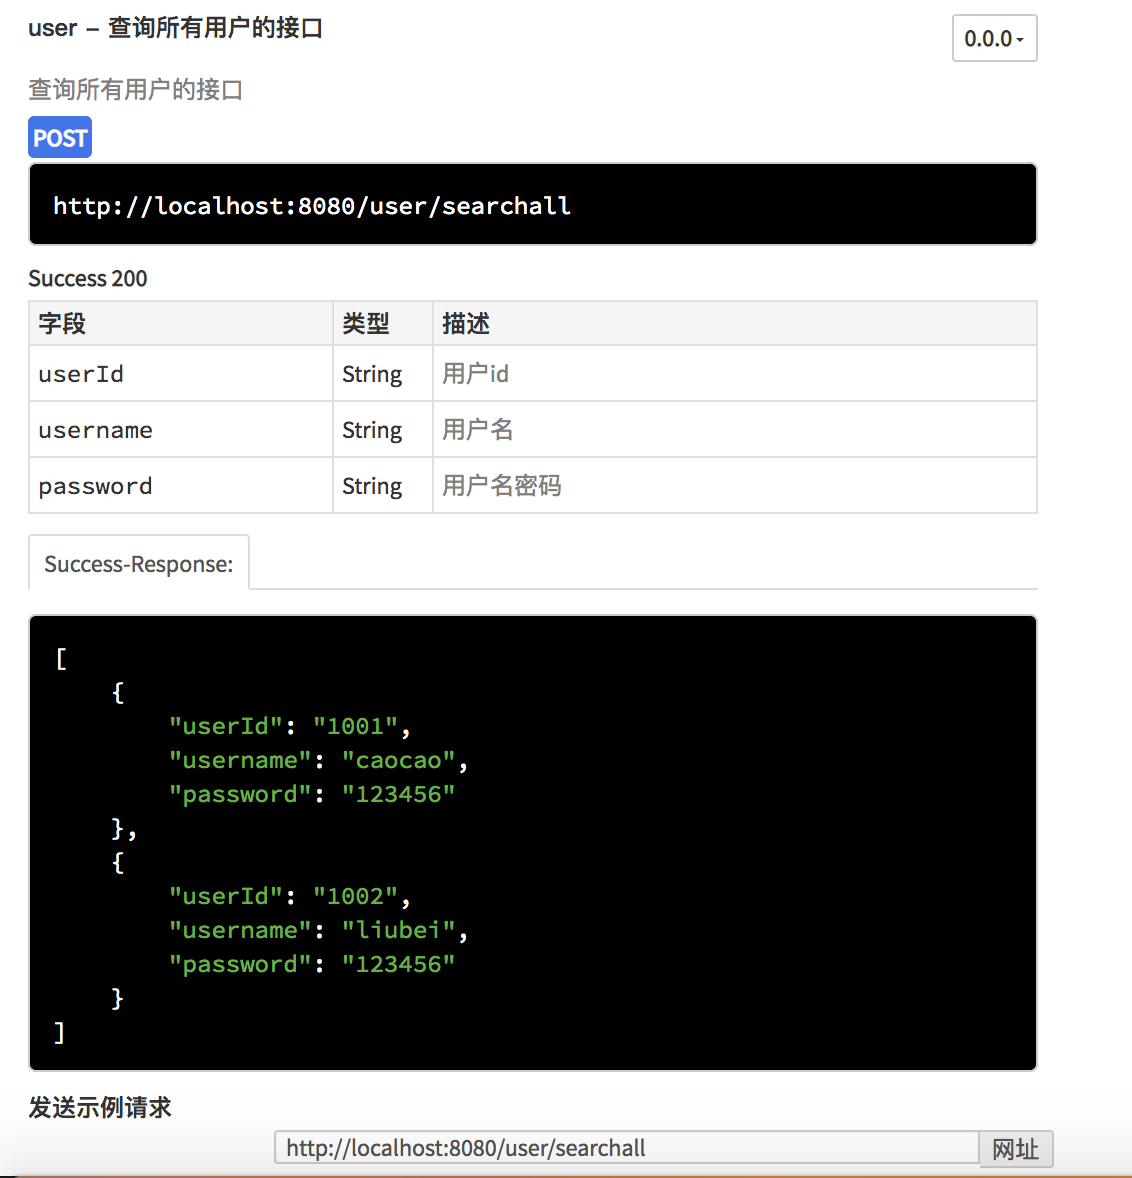 user – 查询所有用户的接口
0.0.0
查询所有用户的接口
POST
http://localhost:8080/user/searchall
Success 200
字段 类型 描述
userId String 用户id
username String 用户名
password String 用户名密码
Success-Response:
[
    {
        "userId": "1001",
        "username": "caocao",
        "password": "123456"
    },
    {
        "userId": "1002",
        "username": "liubei",
        "password": "123456"
    }
]
发送示例请求
http://localhost:8080/user/searchall 网址